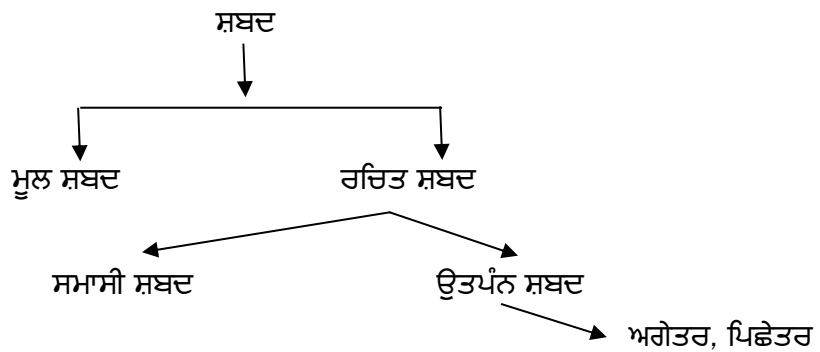 ਸ਼ਬਦ
ਮੂਲ ਸ਼ਬਦ ਰਚਿਤ ਸ਼ਬਦ
ਸਮਾਸੀ ਸ਼ਬਦ ਉਤਪੰਨ ਸ਼ਬਦ
ਅਗੇਤਰ, ਪਿਛੇਤਰ